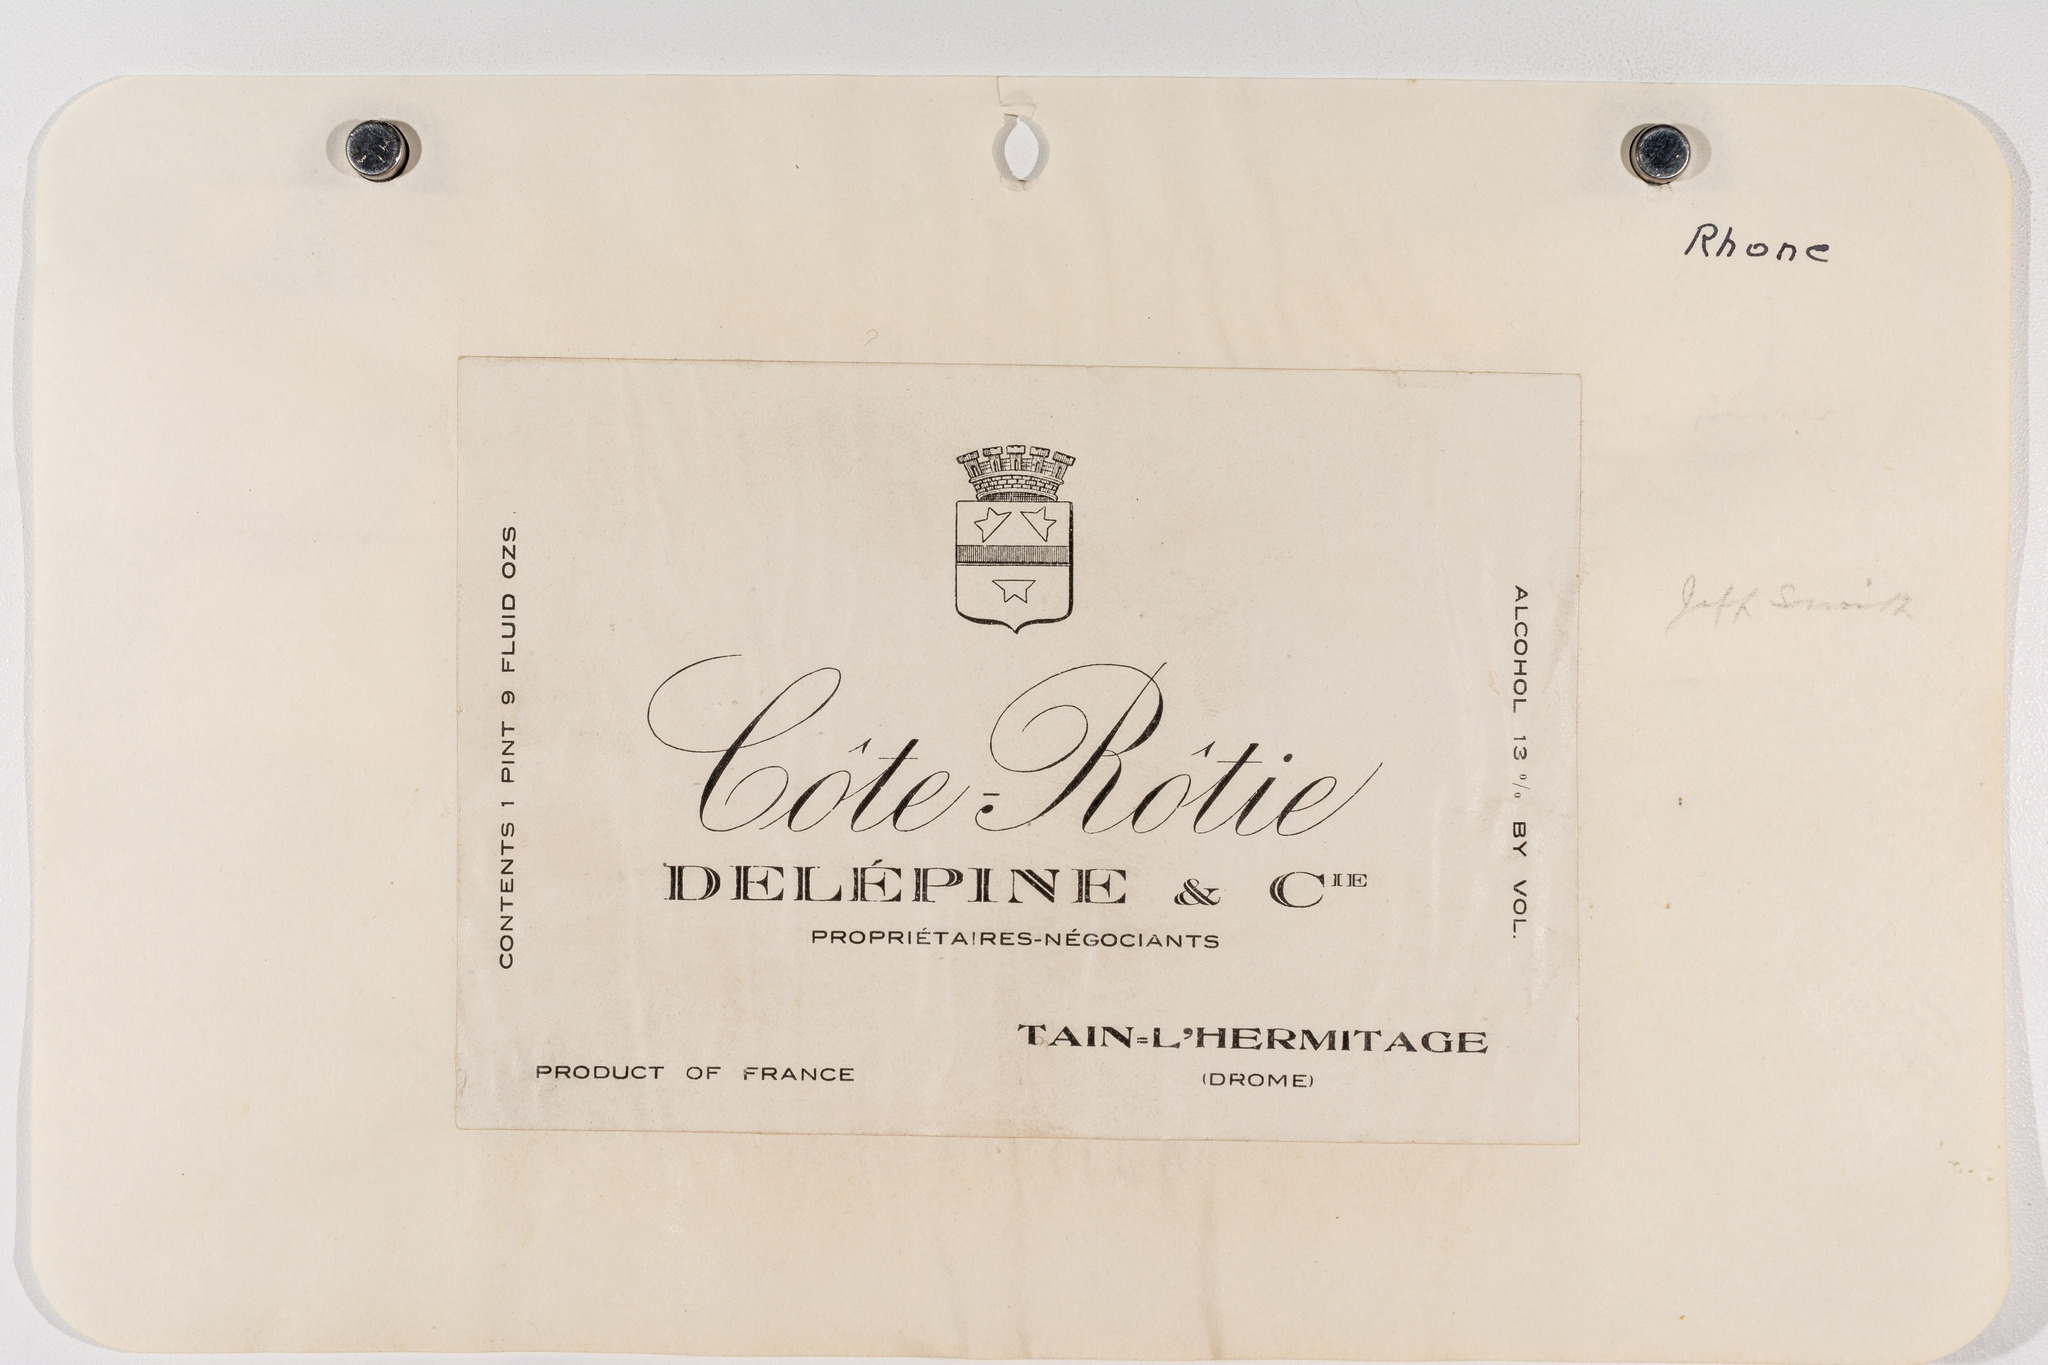 Rhone
CONTENTS 1 PINT 9 FLUID OZS.
ALCOHOL 13 % BY VOL.
Jeff Smith
Côte-Rôtie
DELÉPINE & CIE
PROPRIÉTAIRES-NÉGOCIANTS
TAIN=L'HERMITAGE
(DROME)
PRODUCT OF FRANCE